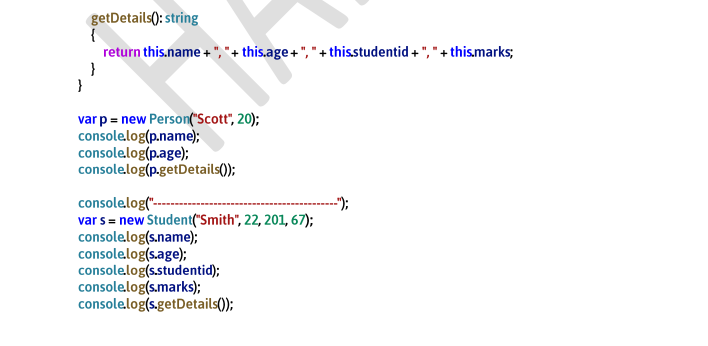 getDetails(): string
{
return this.name + ", " + this.age + ", " + this.studentid + ", " + this.marks;
}
}
var p = new Person("Scott", 20);
console.log(p.name);
console.log(p.age);
console.log(p.getDetails());
console.log("-------------------------------------------");
var s = new Student("Smith", 22, 201, 67);
console.log(s.name);
console.log(s.age);
console.log(s.studentid);
console.log(s.marks);
console.log(s.getDetails());